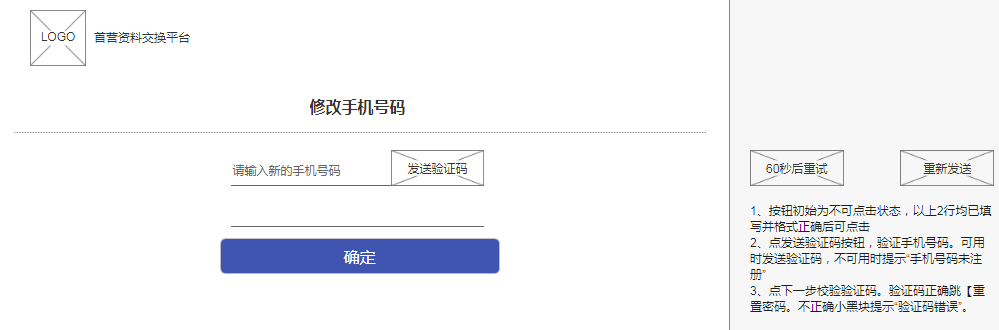 LOGO
首营资料交换平台
修改手机号码
请输入新的手机号码
发送验证码
确定
60秒后重试
重新发送
1、按钮初始为不可点击状态，以上2行均已填
写并格式正确后可点击
2、点发送验证码按钮，验证手机号码。可用
时发送验证码，不可用时提示“手机号码未注
册”
3、点下一步校验验证码。验证码正确跳【重
置密码。不正确小黑块提示“验证码错误”。